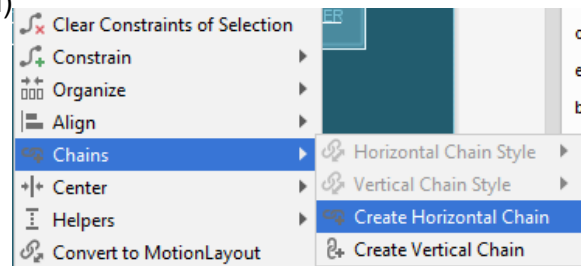 Clear Constraints of Selection
ER
Constrain
Organize
Align
Chains
Horizontal Chain Style
Center
Vertical Chain Style
Helpers
Create Horizontal Chain
Convert to MotionLayout
Create Vertical Chain